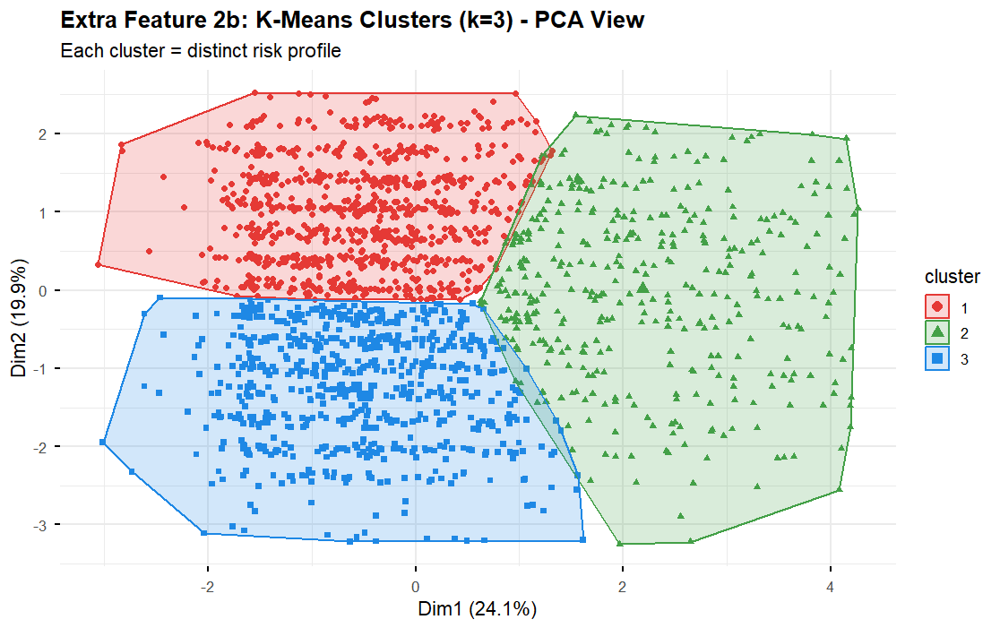 Extra Feature 2b: K-Means Clusters (k=3) - PCA View
Each cluster = distinct risk profile
2
1
0
-1
-2
-3
Dim2 (19.9%)
-2
0
2
4
Dim1 (24.1%)
cluster
1
2
3